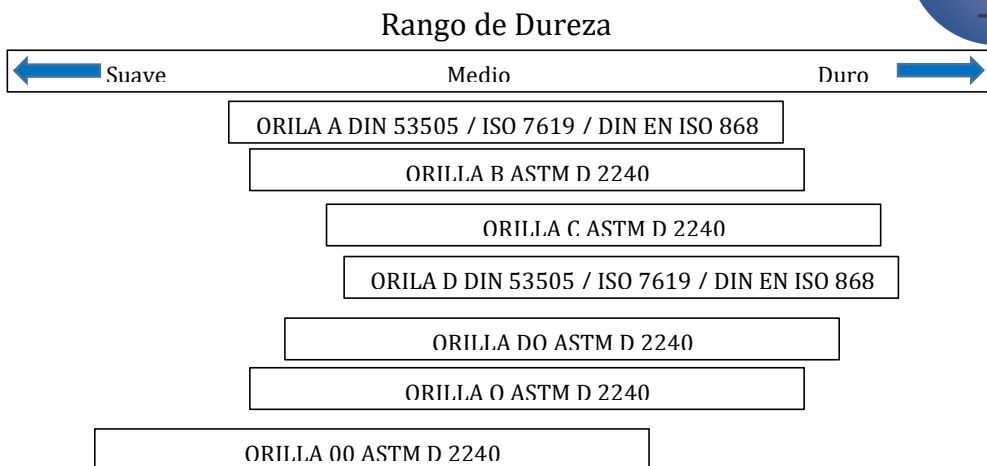 Rango de Dureza
Suave Medio Duro
ORILA A DIN 53505 / ISO 7619 / DIN EN ISO 868
ORILLA B ASTM D 2240
ORILLA C ASTM D 2240
ORILA D DIN 53505 / ISO 7619 / DIN EN ISO 868
ORILLA DO ASTM D 2240
ORILLA O ASTM D 2240
ORILLA 00 ASTM D 2240